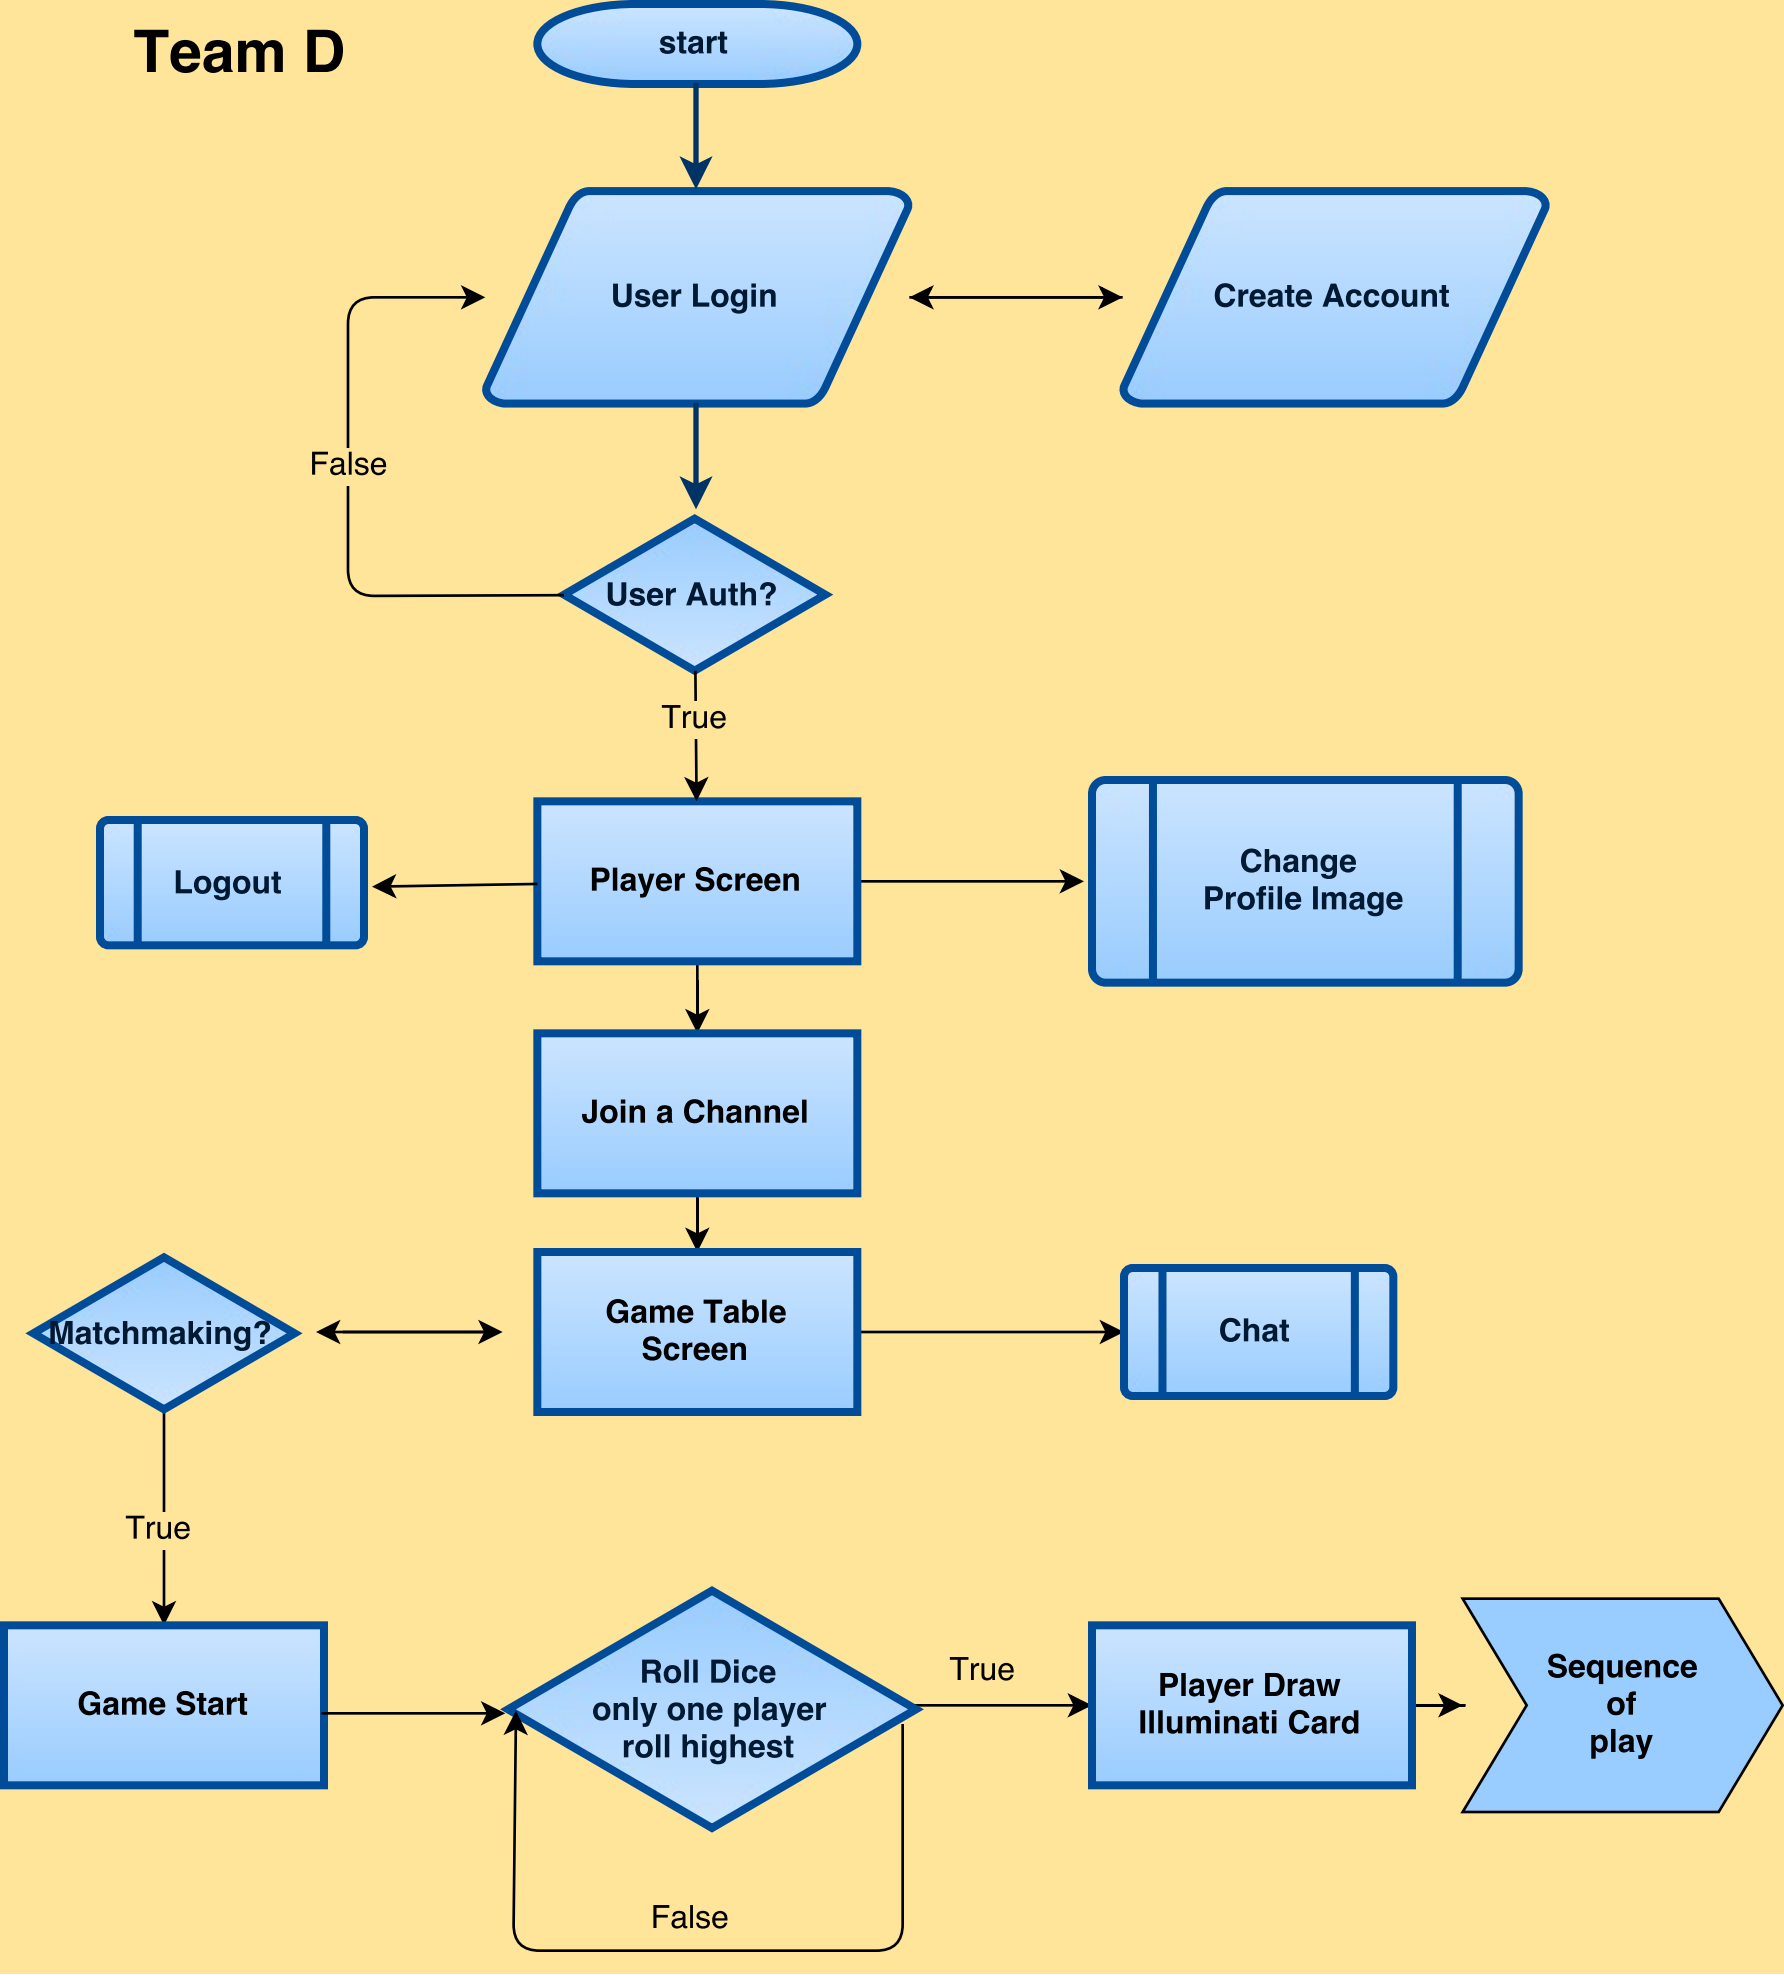 Team D
start
User Login
Create Account
False
User Auth?
True
Logout
Player Screen
Change
Profile Image
Join a Channel
Matchmaking?
Game Table
Screen
Chat
True
Game Start
Roll Dice
only one player
roll highest
True
Player Draw
Illuminati Card
Sequence
of
play
False